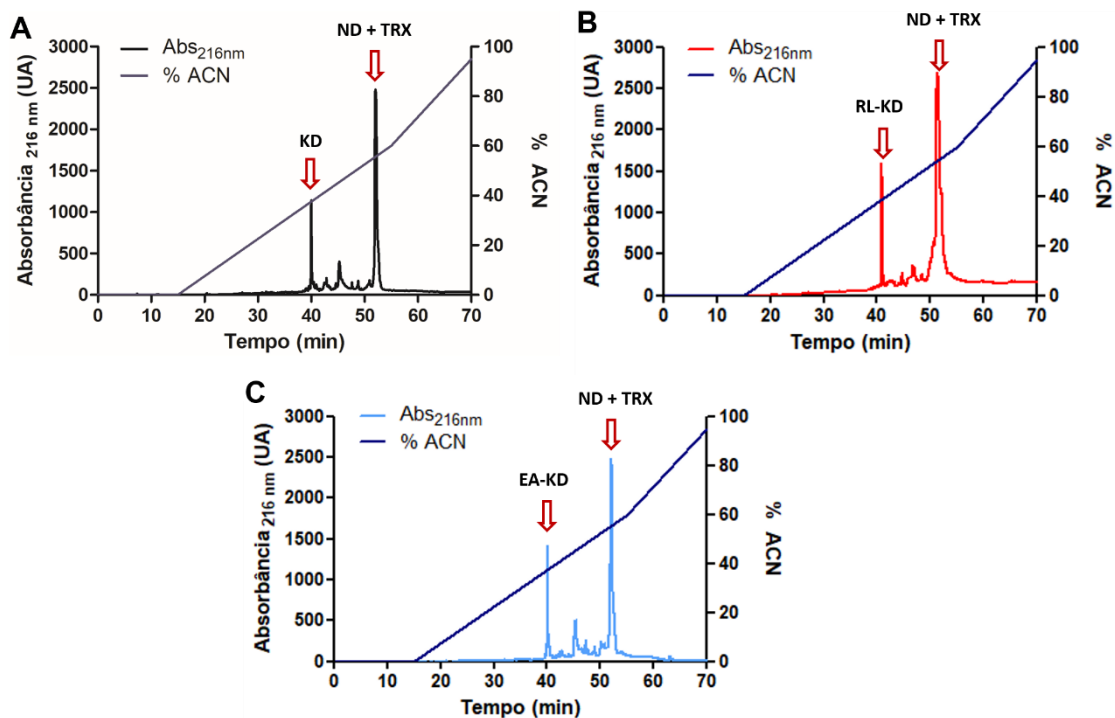 A
ND + TRX
Abs216nm
% ACN
KD
Absorbância 216 nm (UA)
3000
2500
2000
1500
1000
500
0
100
80
60
40
20
0
% ACN
0 10 20 30 40 50 60 70
Tempo (min)
B
ND + TRX
Abs216nm
% ACN
RL-KD
Absorbância 216 nm (UA)
3000
2500
2000
1500
1000
500
0
100
80
60
40
20
0
% ACN
0 10 20 30 40 50 60 70
Tempo (min)
C
ND + TRX
Abs216nm
% ACN
EA-KD
Absorbância 216 nm (UA)
3000
2500
2000
1500
1000
500
0
100
80
60
40
20
0
% ACN
0 10 20 30 40 50 60 70
Tempo (min)